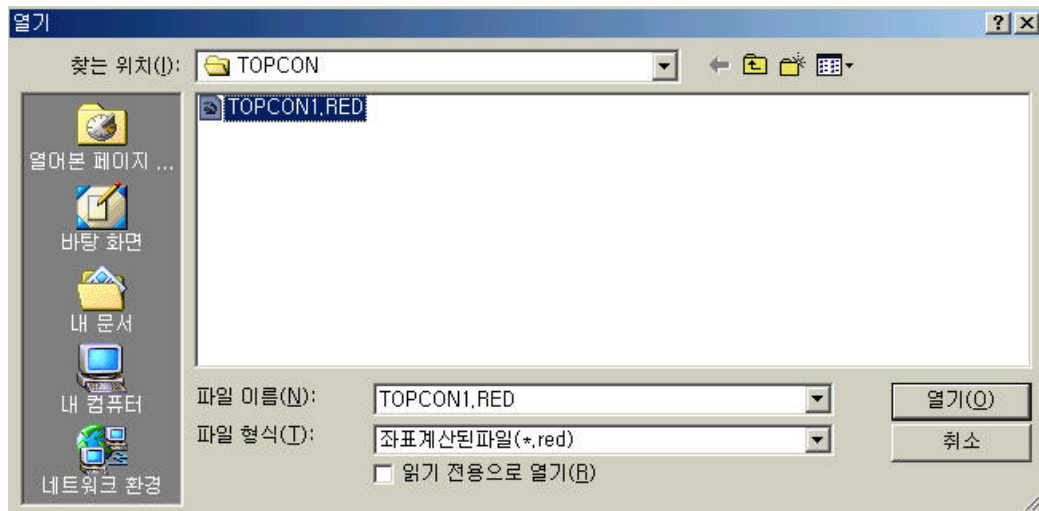 열기
찾는 위치(I):
TOPCON
TOPCON1.RED
열어본 페이지 ...
바탕 화면
내 문서
내 컴퓨터
네트워크 환경
파일 이름(N):
TOPCON1.RED
열기(O)
파일 형식(T):
좌표계산된파일(*.red)
취소
읽기 전용으로 열기(R)